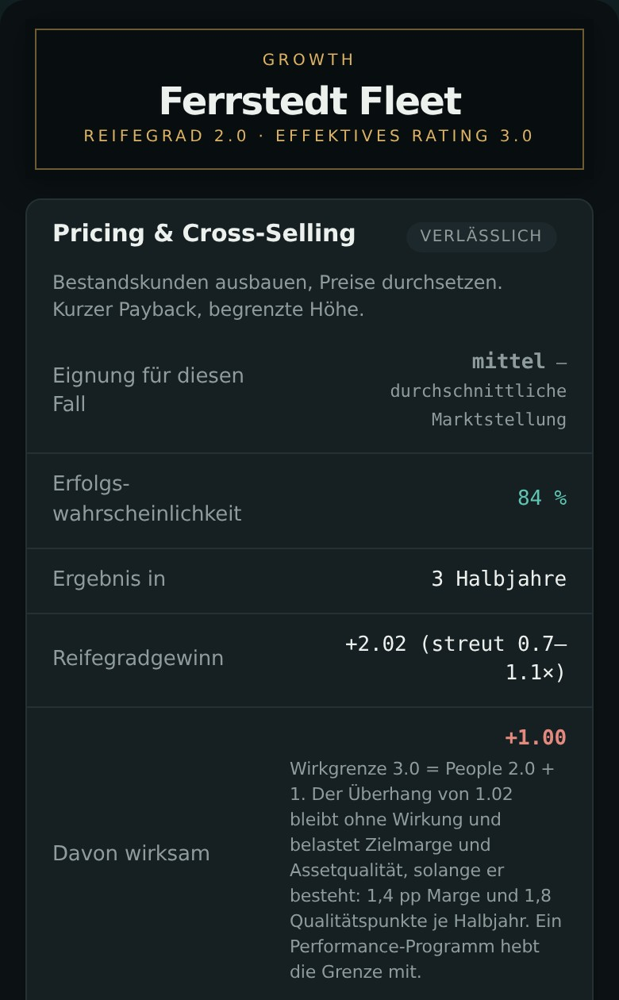 GROWTH
Ferrstedt Fleet
REIFEGRAD 2.0 · EFFEKTIVES RATING 3.0
Pricing & Cross-Selling
VERLÄSSLICH
Bestandskunden ausbauen, Preise durchsetzen.
Kurzer Payback, begrenzte Höhe.
Eignung für diesen
Fall
mittel –
durchschnittliche
Marktstellung
Erfolgs-
wahrscheinlichkeit
84 %
Ergebnis in
3 Halbjahre
Reifegradgewinn
+2.02 (streut 0.7–
1.1×)
Davon wirksam
+1.00
Wirkgrenze 3.0 = People 2.0 +
1. Der Überhang von 1.02
bleibt ohne Wirkung und
belastet Zielmarge und
Assetqualität, solange er
besteht: 1,4 pp Marge und 1,8
Qualitätspunkte je Halbjahr. Ein
Performance-Programm hebt
die Grenze mit.